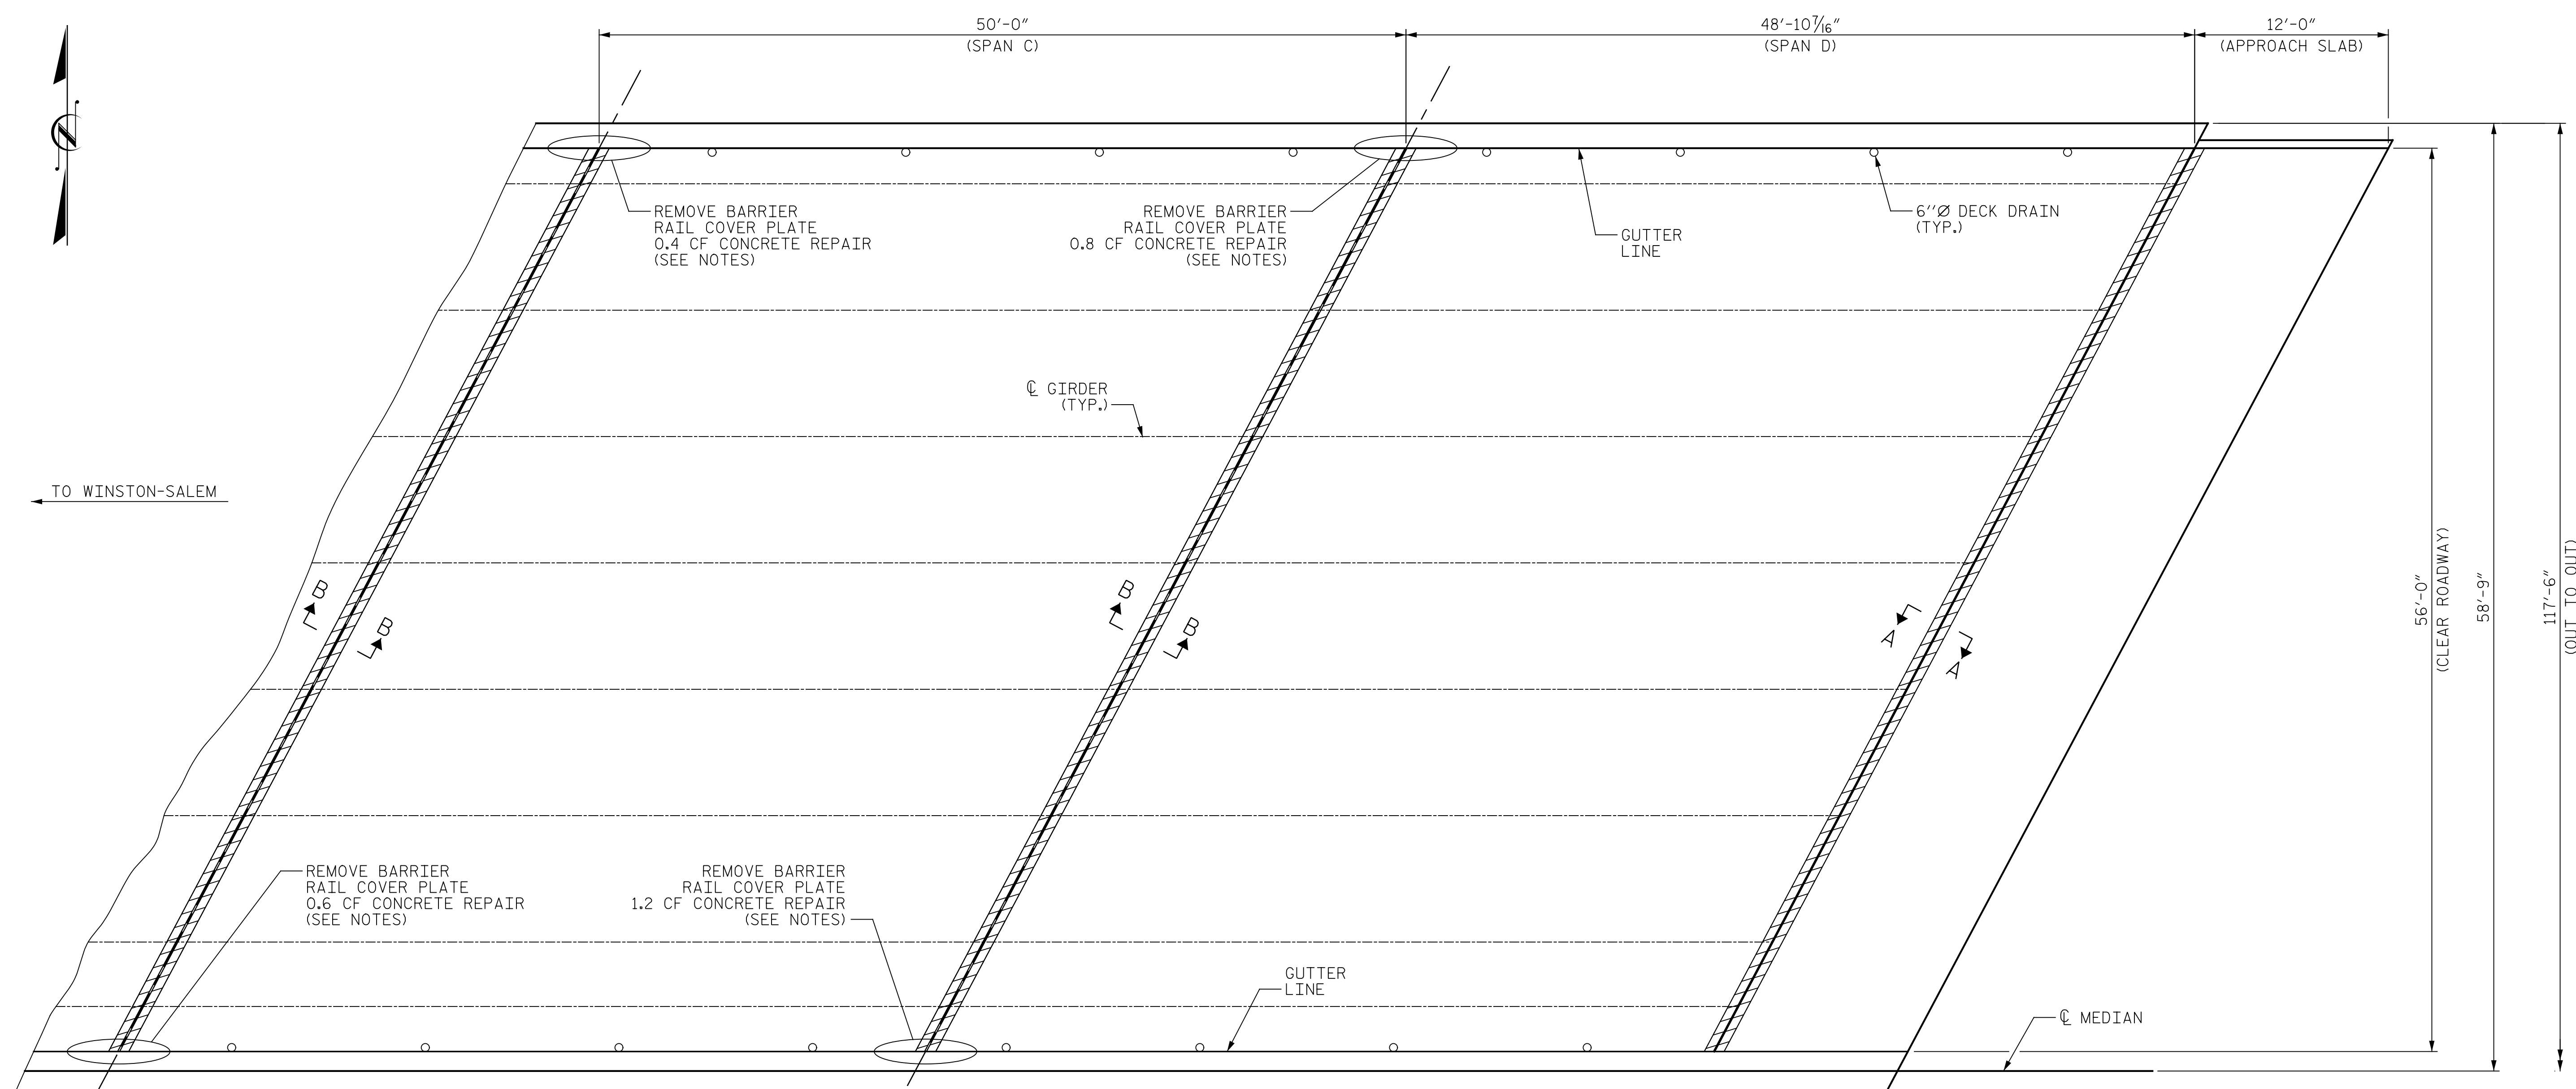 50'-0"
(SPAN C)
48'-10 7/16"
(SPAN D)
12'-0"
(APPROACH SLAB)
N
REMOVE BARRIER
RAIL COVER PLATE
0.4 CF CONCRETE REPAIR
(SEE NOTES)
REMOVE BARRIER
RAIL COVER PLATE
0.8 CF CONCRETE REPAIR
(SEE NOTES)
GUTTER
LINE
6''Ø DECK DRAIN
(TYP.)
℄ GIRDER
(TYP.)
TO WINSTON-SALEM
B
B
B
B
A
A
56'-0"
(CLEAR ROADWAY)
58'-9"
117'-6"
(OUT TO OUT)
REMOVE BARRIER
RAIL COVER PLATE
0.6 CF CONCRETE REPAIR
(SEE NOTES)
REMOVE BARRIER
RAIL COVER PLATE
1.2 CF CONCRETE REPAIR
(SEE NOTES)
GUTTER
LINE
℄ MEDIAN